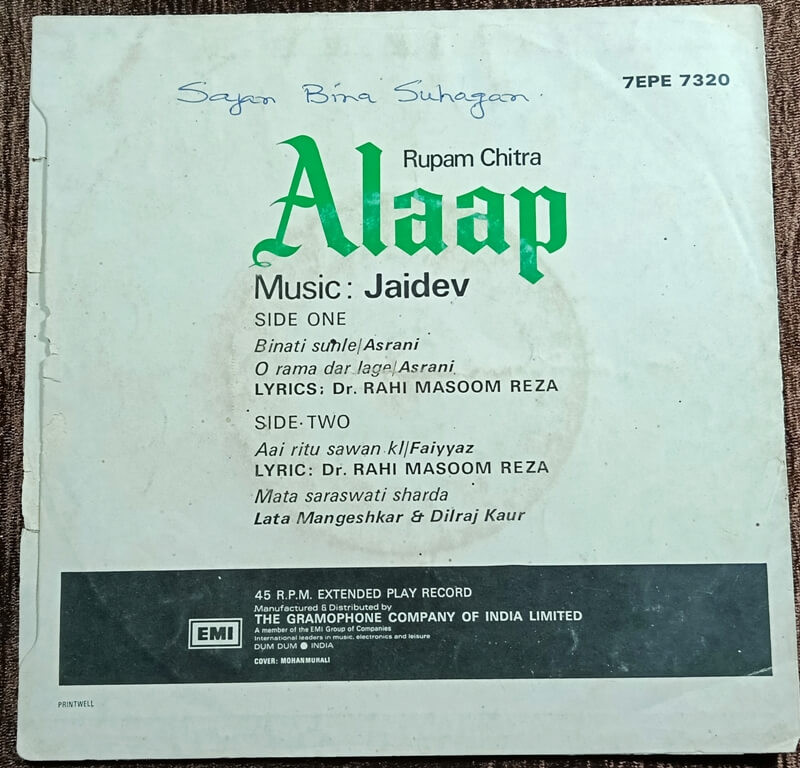 7EPE 7320
Sajan Bina Suhagan.
Rupam Chitra
Alaap
Music: Jaidev
SIDE ONE
Binati sunle/Asrani
O rama dar lage/Asrani
LYRICS: Dr. RAHI MASOOM REZA
SIDE TWO
Aai ritu sawan ki/Faiyyaz
LYRIC: Dr. RAHI MASOOM REZA
Mata saraswati sharda
Lata Mangeshkar & Dilraj Kaur
45 R.P.M. EXTENDED PLAY RECORD
Manufactured & Distributed by
THE GRAMOPHONE COMPANY OF INDIA LIMITED
A member of the EMI Group of Companies
International leaders in music, electronics and leisure
DUM DUM ● INDIA
EMI
COVER: MOHANMURALI
PRINTWELL